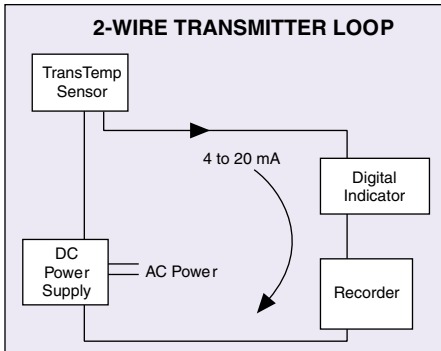 2-WIRE TRANSMITTER LOOP
TransTemp
Sensor
4 to 20 mA
Digital
Indicator
DC
Power
Supply
AC Power
Recorder